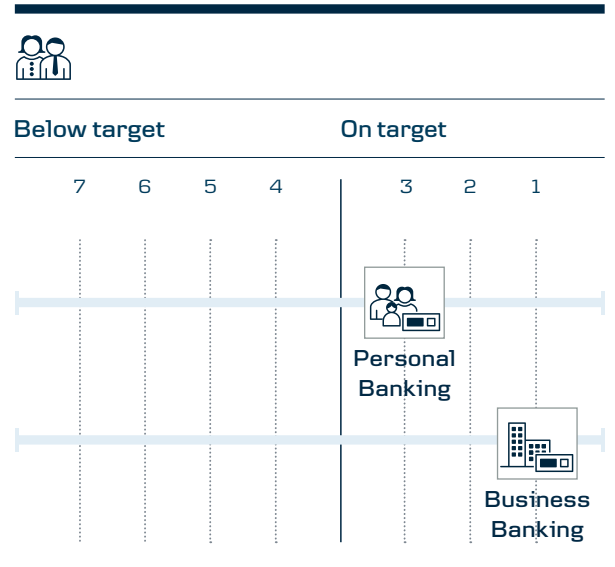 Below target On target
7 6 5 4 3 2 1
Personal
Banking
Business
Banking